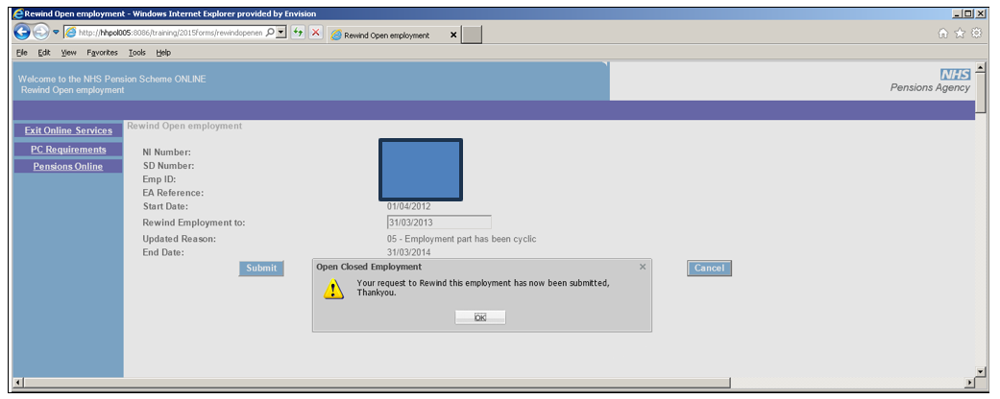 Rewind Open employment - Windows Internet Explorer provided by Envision
http://hhpol005:8086/training/2015forms/rewindopenen
Rewind Open employment
File Edit View Favorites Tools Help
Welcome to the NHS Pension Scheme ONLINE
Rewind Open employment
NHS
Pensions Agency
Exit Online Services
PC Requirements
Pensions Online
Rewind Open employment
NI Number:
SD Number:
Emp ID:
EA Reference:
Start Date: 01/04/2012
Rewind Employment to: 31/03/2013
Updated Reason: 05 - Employment part has been cyclic
End Date: 31/03/2014
Submit
Cancel
Open Closed Employment
Your request to Rewind this employment has now been submitted,
Thankyou.
OK